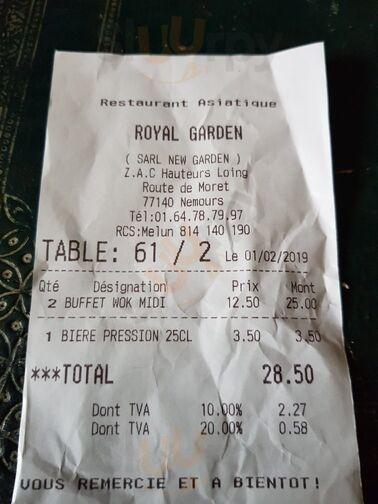 Restaurant Asiatique
ROYAL GARDEN
( SARL NEW GARDEN )
Z.A.C Hauteurs Loing
Route de Moret
77140 Nemours
Tél:01.64.78.79.97
RCS:Melun 814 140 190
TABLE: 61 / 2 Le 01/02/2019
Qté Désignation Prix Mont
2 BUFFET WOK MIDI 12.50 25.00
1 BIERE PRESSION 25CL 3.50 3.50
***TOTAL 28.50
Dont TVA 10.00% 2.27
Dont TVA 20.00% 0.58
VOUS REMERCIE ET A BIENTOT!